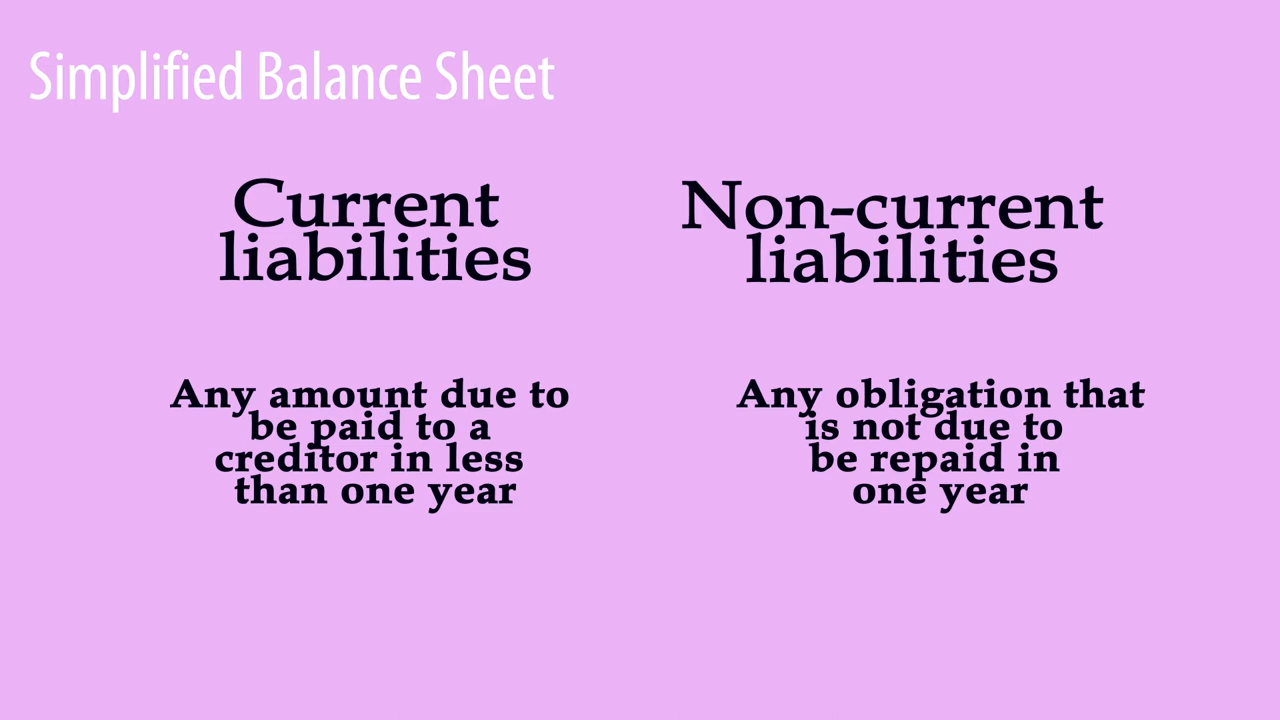 Simplified Balance Sheet
Current
liabilities
Any amount due to
be paid to a
creditor in less
than one year
Non-current
liabilities
Any obligation that
is not due to
be repaid in
one year